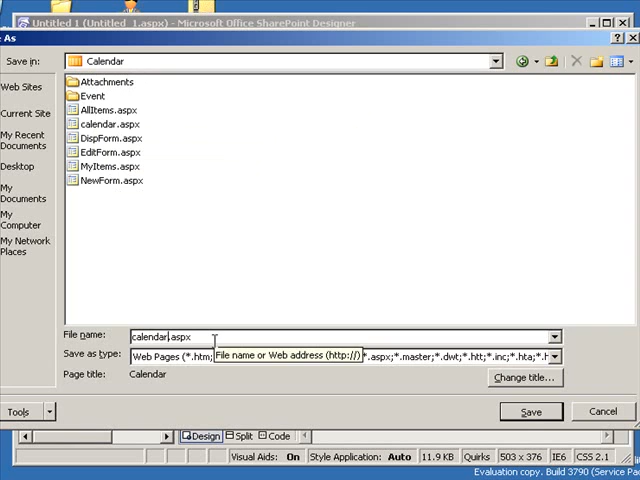 Untitled 1 (Untitled_1.aspx) - Microsoft Office SharePoint Designer
As
Save in:
Calendar
Web Sites
Current Site
My Recent
Documents
Desktop
My
Documents
My
Computer
My Network
Places
Attachments
Event
AllItems.aspx
calendar.aspx
DispForm.aspx
EditForm.aspx
MyItems.aspx
NewForm.aspx
File name:
calendar.aspx
Save as type:
Web Pages (*.htm;
File name or Web address (http://)
*.aspx;*.master;*.dwt;*.htt;*.inc;*.hta;*.h
Page title:
Calendar
Change title...
Tools
Save
Cancel
Design
Split
Code
Visual Aids: On
Style Application: Auto
11.9 KB
Quirks
503 x 376
IE6
CSS 2.1
Evaluation copy. Build 3790 (Service Pac